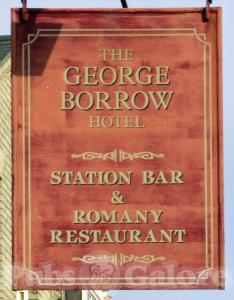 THE
GEORGE
BORROW
HOTEL
STATION BAR
&
ROMANY
RESTAURANT
Pubs Galore